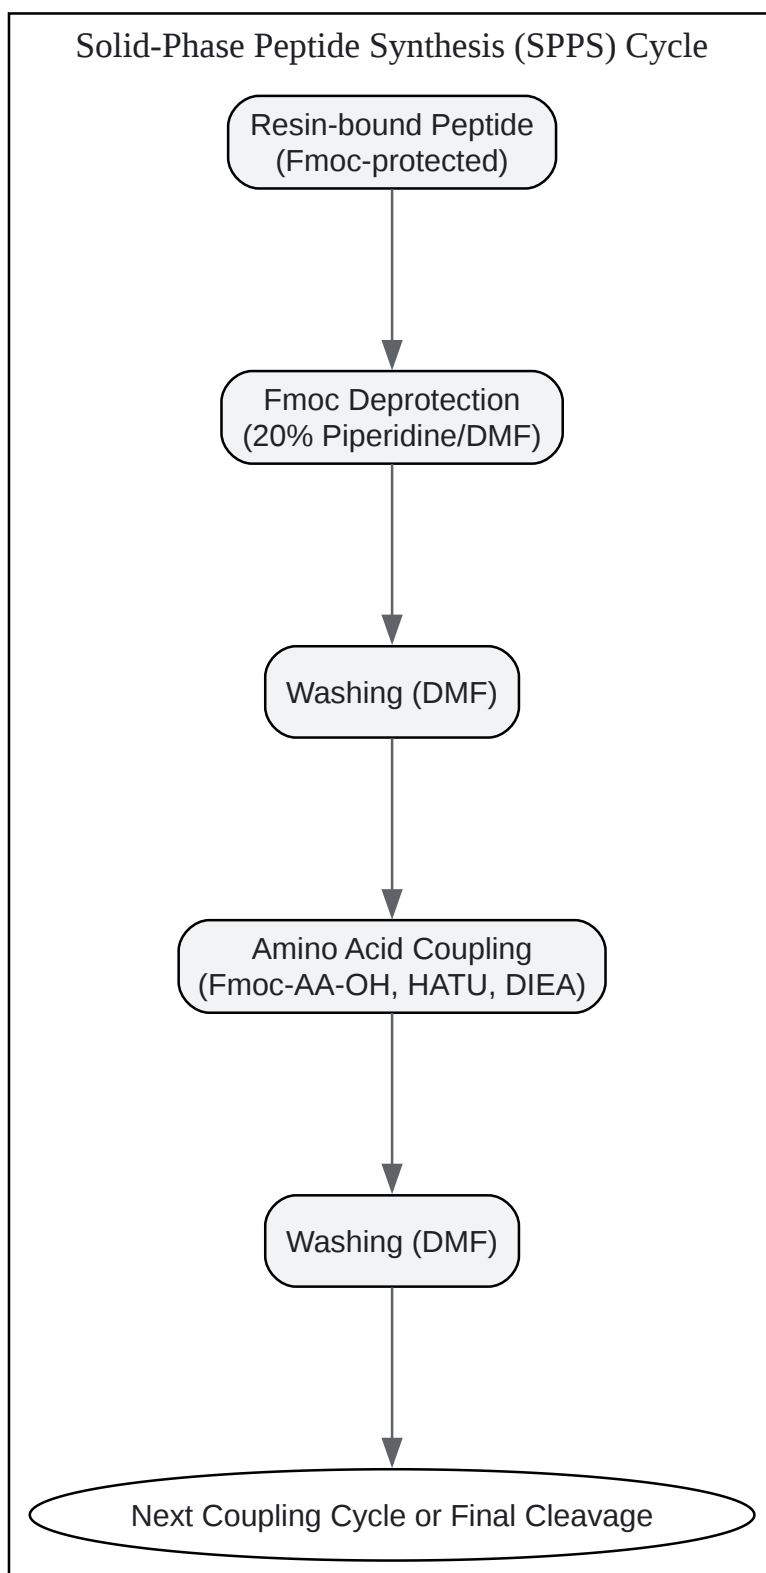 Solid-Phase Peptide Synthesis (SPPS) Cycle
Resin-bound Peptide
(Fmoc-protected)
Fmoc Deprotection
(20% Piperidine/DMF)
Washing (DMF)
Amino Acid Coupling
(Fmoc-AA-OH, HATU, DIEA)
Washing (DMF)
Next Coupling Cycle or Final Cleavage